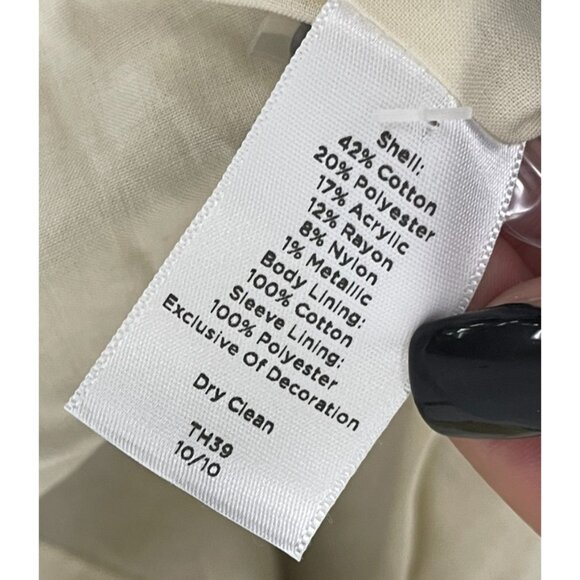 Shell:
42% Cotton
20% Polyester
17% Acrylic
12% Rayon
8% Nylon
1% Metallic
Body Lining:
100% Cotton
Sleeve Lining:
100% Polyester
Exclusive Of Decoration
Dry Clean
TH39
10/10